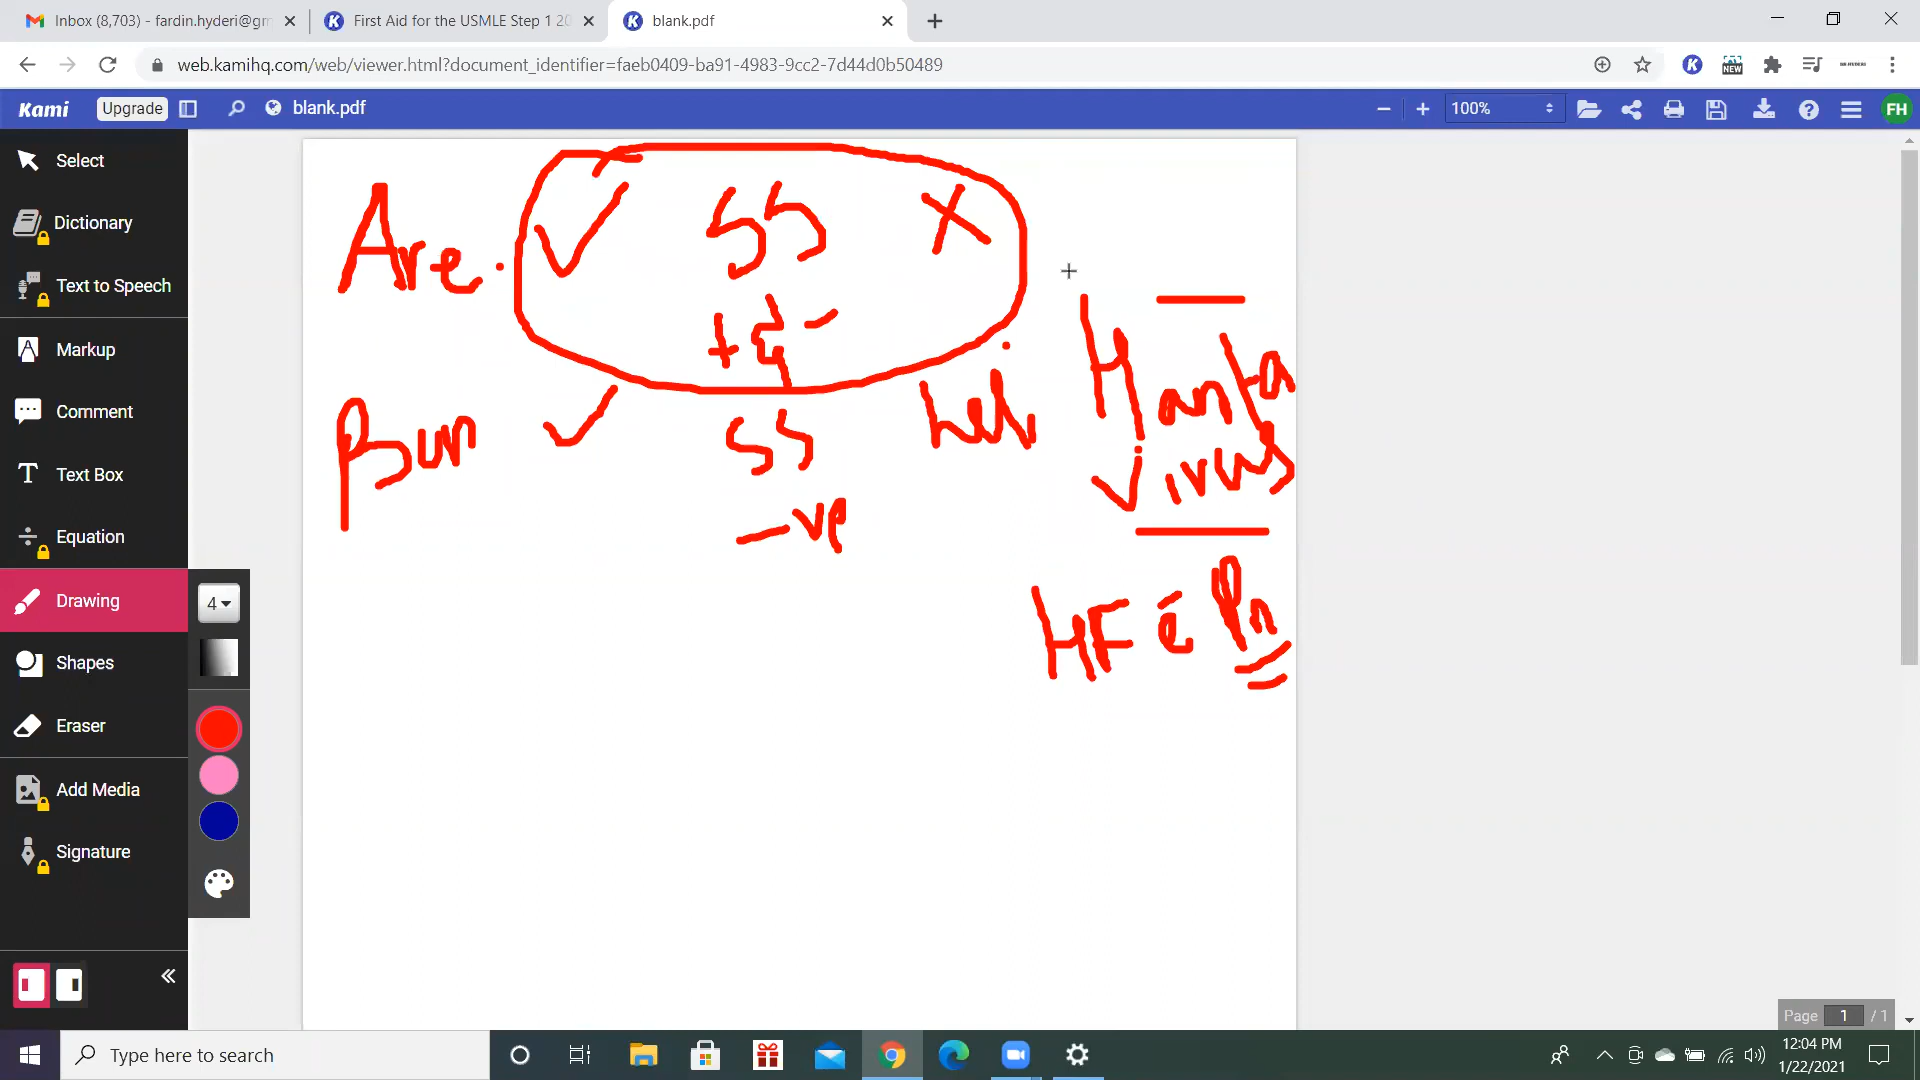 Inbox (8,703) - fardin.hyderi@gm
First Aid for the USMLE Step 1 20
blank.pdf
web.kamihq.com/web/viewer.html?document_identifier=faeb0409-ba91-4983-9cc2-7d44d0b50489
NEW
Kami
Upgrade
blank.pdf
100%
FH
Select
Dictionary
Text to Speech
Markup
Comment
Text Box
Equation
Drawing
4
Shapes
Eraser
Add Media
Signature
Are. ✓ SS X
+ & -
Bun ✓ SS hel
-ve
Hanta
Virus
HF ē Pn
Page 1 / 1
Type here to search
12:04 PM
1/22/2021